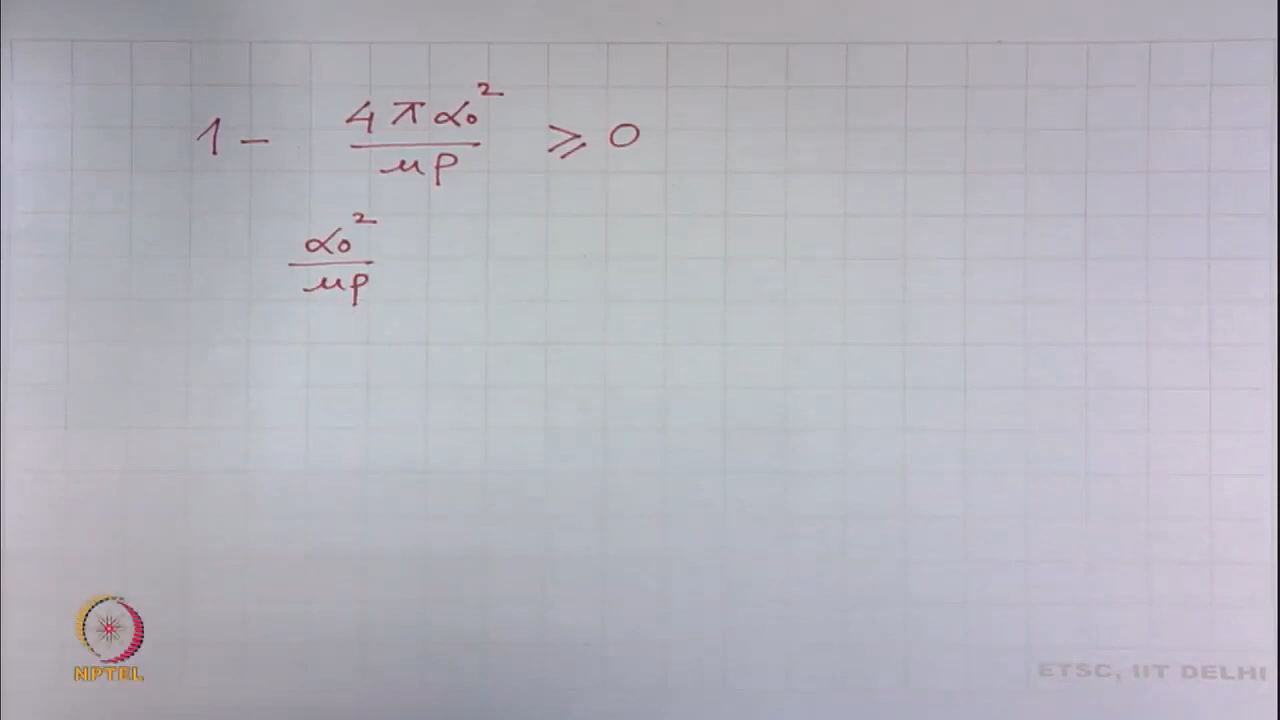 1 - 4πα₀² / μρ ≥ 0
α₀² / μρ
NPTEL
ETSC, IIT DELHI